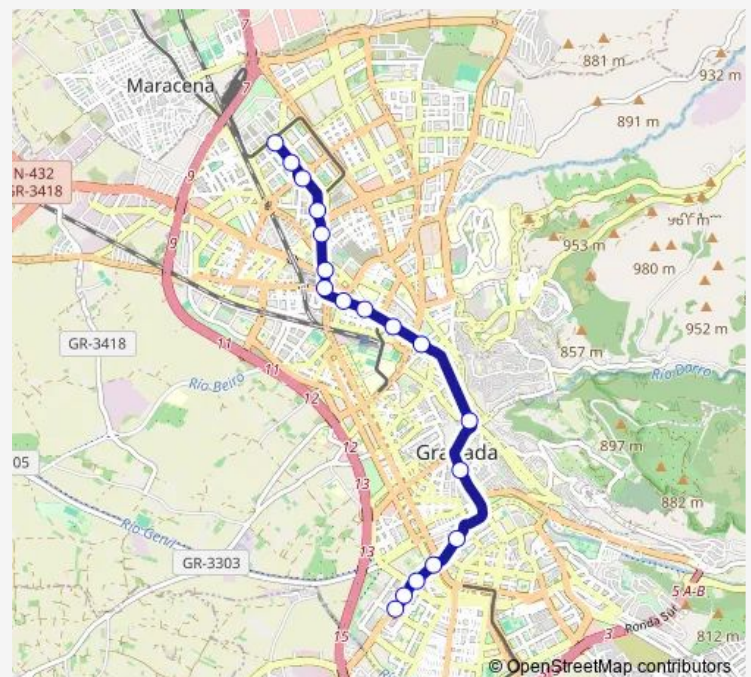 7
881 m
932 m
Maracena
7
891 m
N-432
GR-3418
9
961 m
953 m
9
980 m
GR-3418
952 m
11
857 m
Río Darro
11
Río Beiro
12
897 m
Granada
05
12
13
882 m
Río Genil
13
GR-3303
5 A-B
Ronda Sur
3
812 m
15
© OpenStreetMap contributors